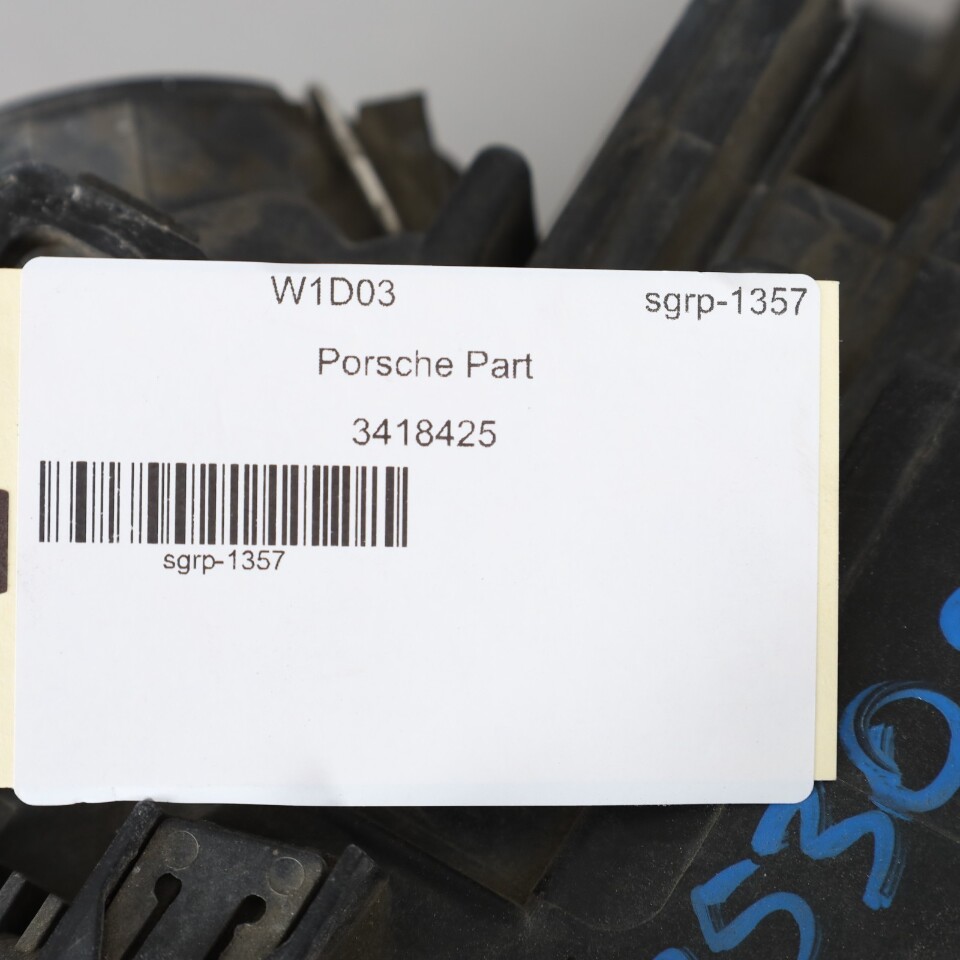 W1D03 sgrp-1357
Porsche Part
3418425
sgrp-1357